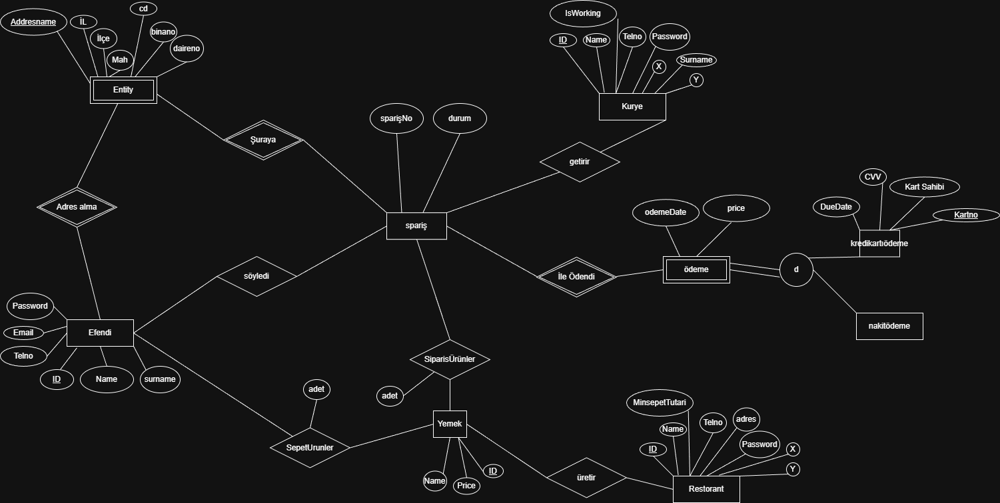 cd
IsWorking
Addresname
İL
İlçe
binano
daireno
Mah
ID
Name
Telno
Password
X
Surname
Y
Entity
Kurye
sparişNo
durum
Şuraya
getirir
CVV
Kart Sahibi
DueDate
Kartno
Adres alma
odemeDate
price
spariş
kredikartıödeme
söyledi
İle Ödendi
ödeme
d
Password
Email
Telno
Efendi
nakitödeme
ID
Name
surname
SiparisÜrünler
adet
adet
MinsepetTutari
Name
Telno
adres
Password
ID
X
Y
Yemek
SepetUrunler
Name
Price
ID
üretir
Restorant